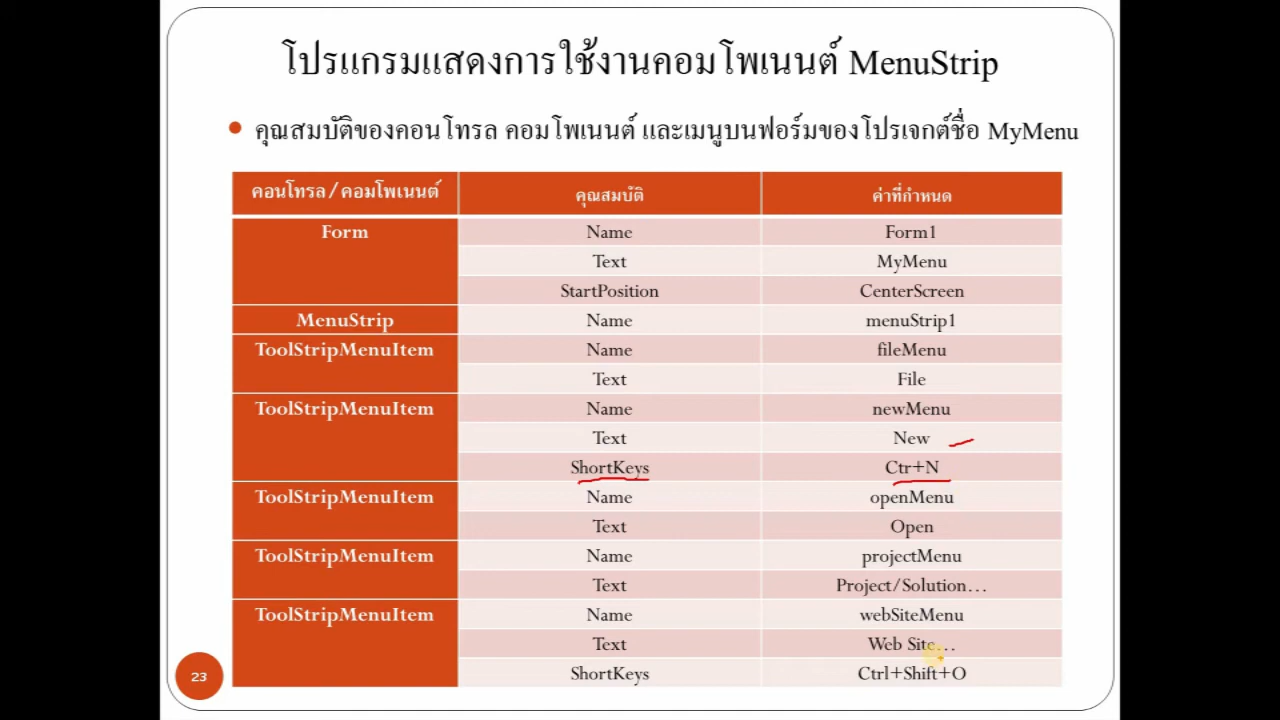 โปรแกรมแสดงการใช้งานคอมโพเนนต์ MenuStrip
คุณสมบัติของคอนโทรล คอมโพเนนต์ และเมนูบนฟอร์มของโปรเจกต์ชื่อ MyMenu
คอนโทรล/คอมโพเนนต์ คุณสมบัติ ค่าที่กำหนด
Form Name Form1
Text MyMenu
StartPosition CenterScreen
MenuStrip Name menuStrip1
ToolStripMenuItem Name fileMenu
Text File
ToolStripMenuItem Name newMenu
Text New
ShortKeys Ctr+N
ToolStripMenuItem Name openMenu
Text Open
ToolStripMenuItem Name projectMenu
Text Project/Solution…
ToolStripMenuItem Name webSiteMenu
Text Web Site…
ShortKeys Ctrl+Shift+O
23